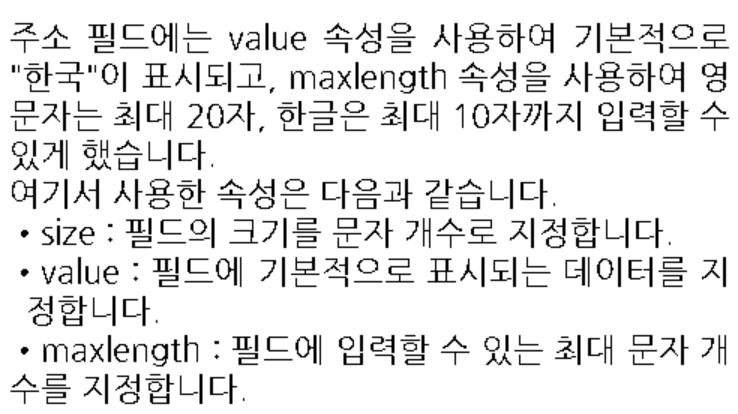 주소 필드에는 value 속성을 사용하여 기본적으로
"한국"이 표시되고, maxlength 속성을 사용하여 영
문자는 최대 20자, 한글은 최대 10자까지 입력할 수
있게 했습니다.
여기서 사용한 속성은 다음과 같습니다.
• size : 필드의 크기를 문자 개수로 지정합니다.
• value : 필드에 기본적으로 표시되는 데이터를 지
정합니다.
• maxlength : 필드에 입력할 수 있는 최대 문자 개
수를 지정합니다.